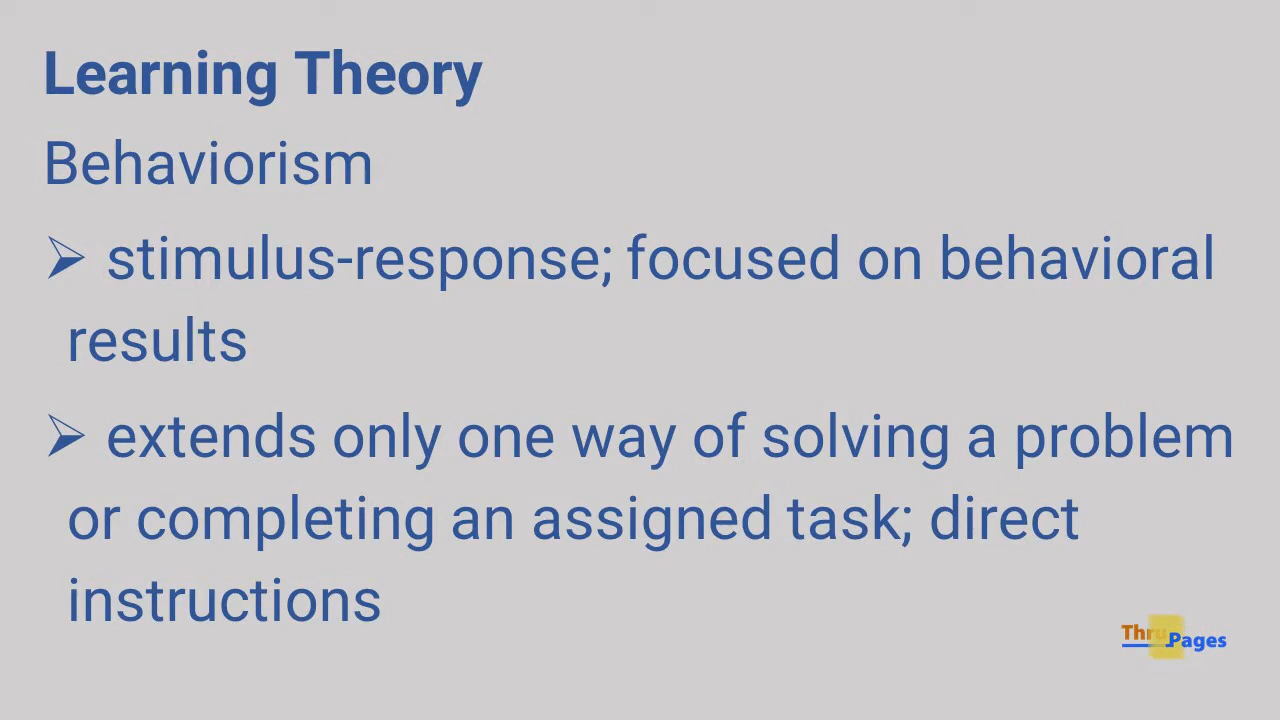 Learning Theory
Behaviorism
➢ stimulus-response; focused on behavioral
results
➢ extends only one way of solving a problem
or completing an assigned task; direct
instructions
Thru Pages